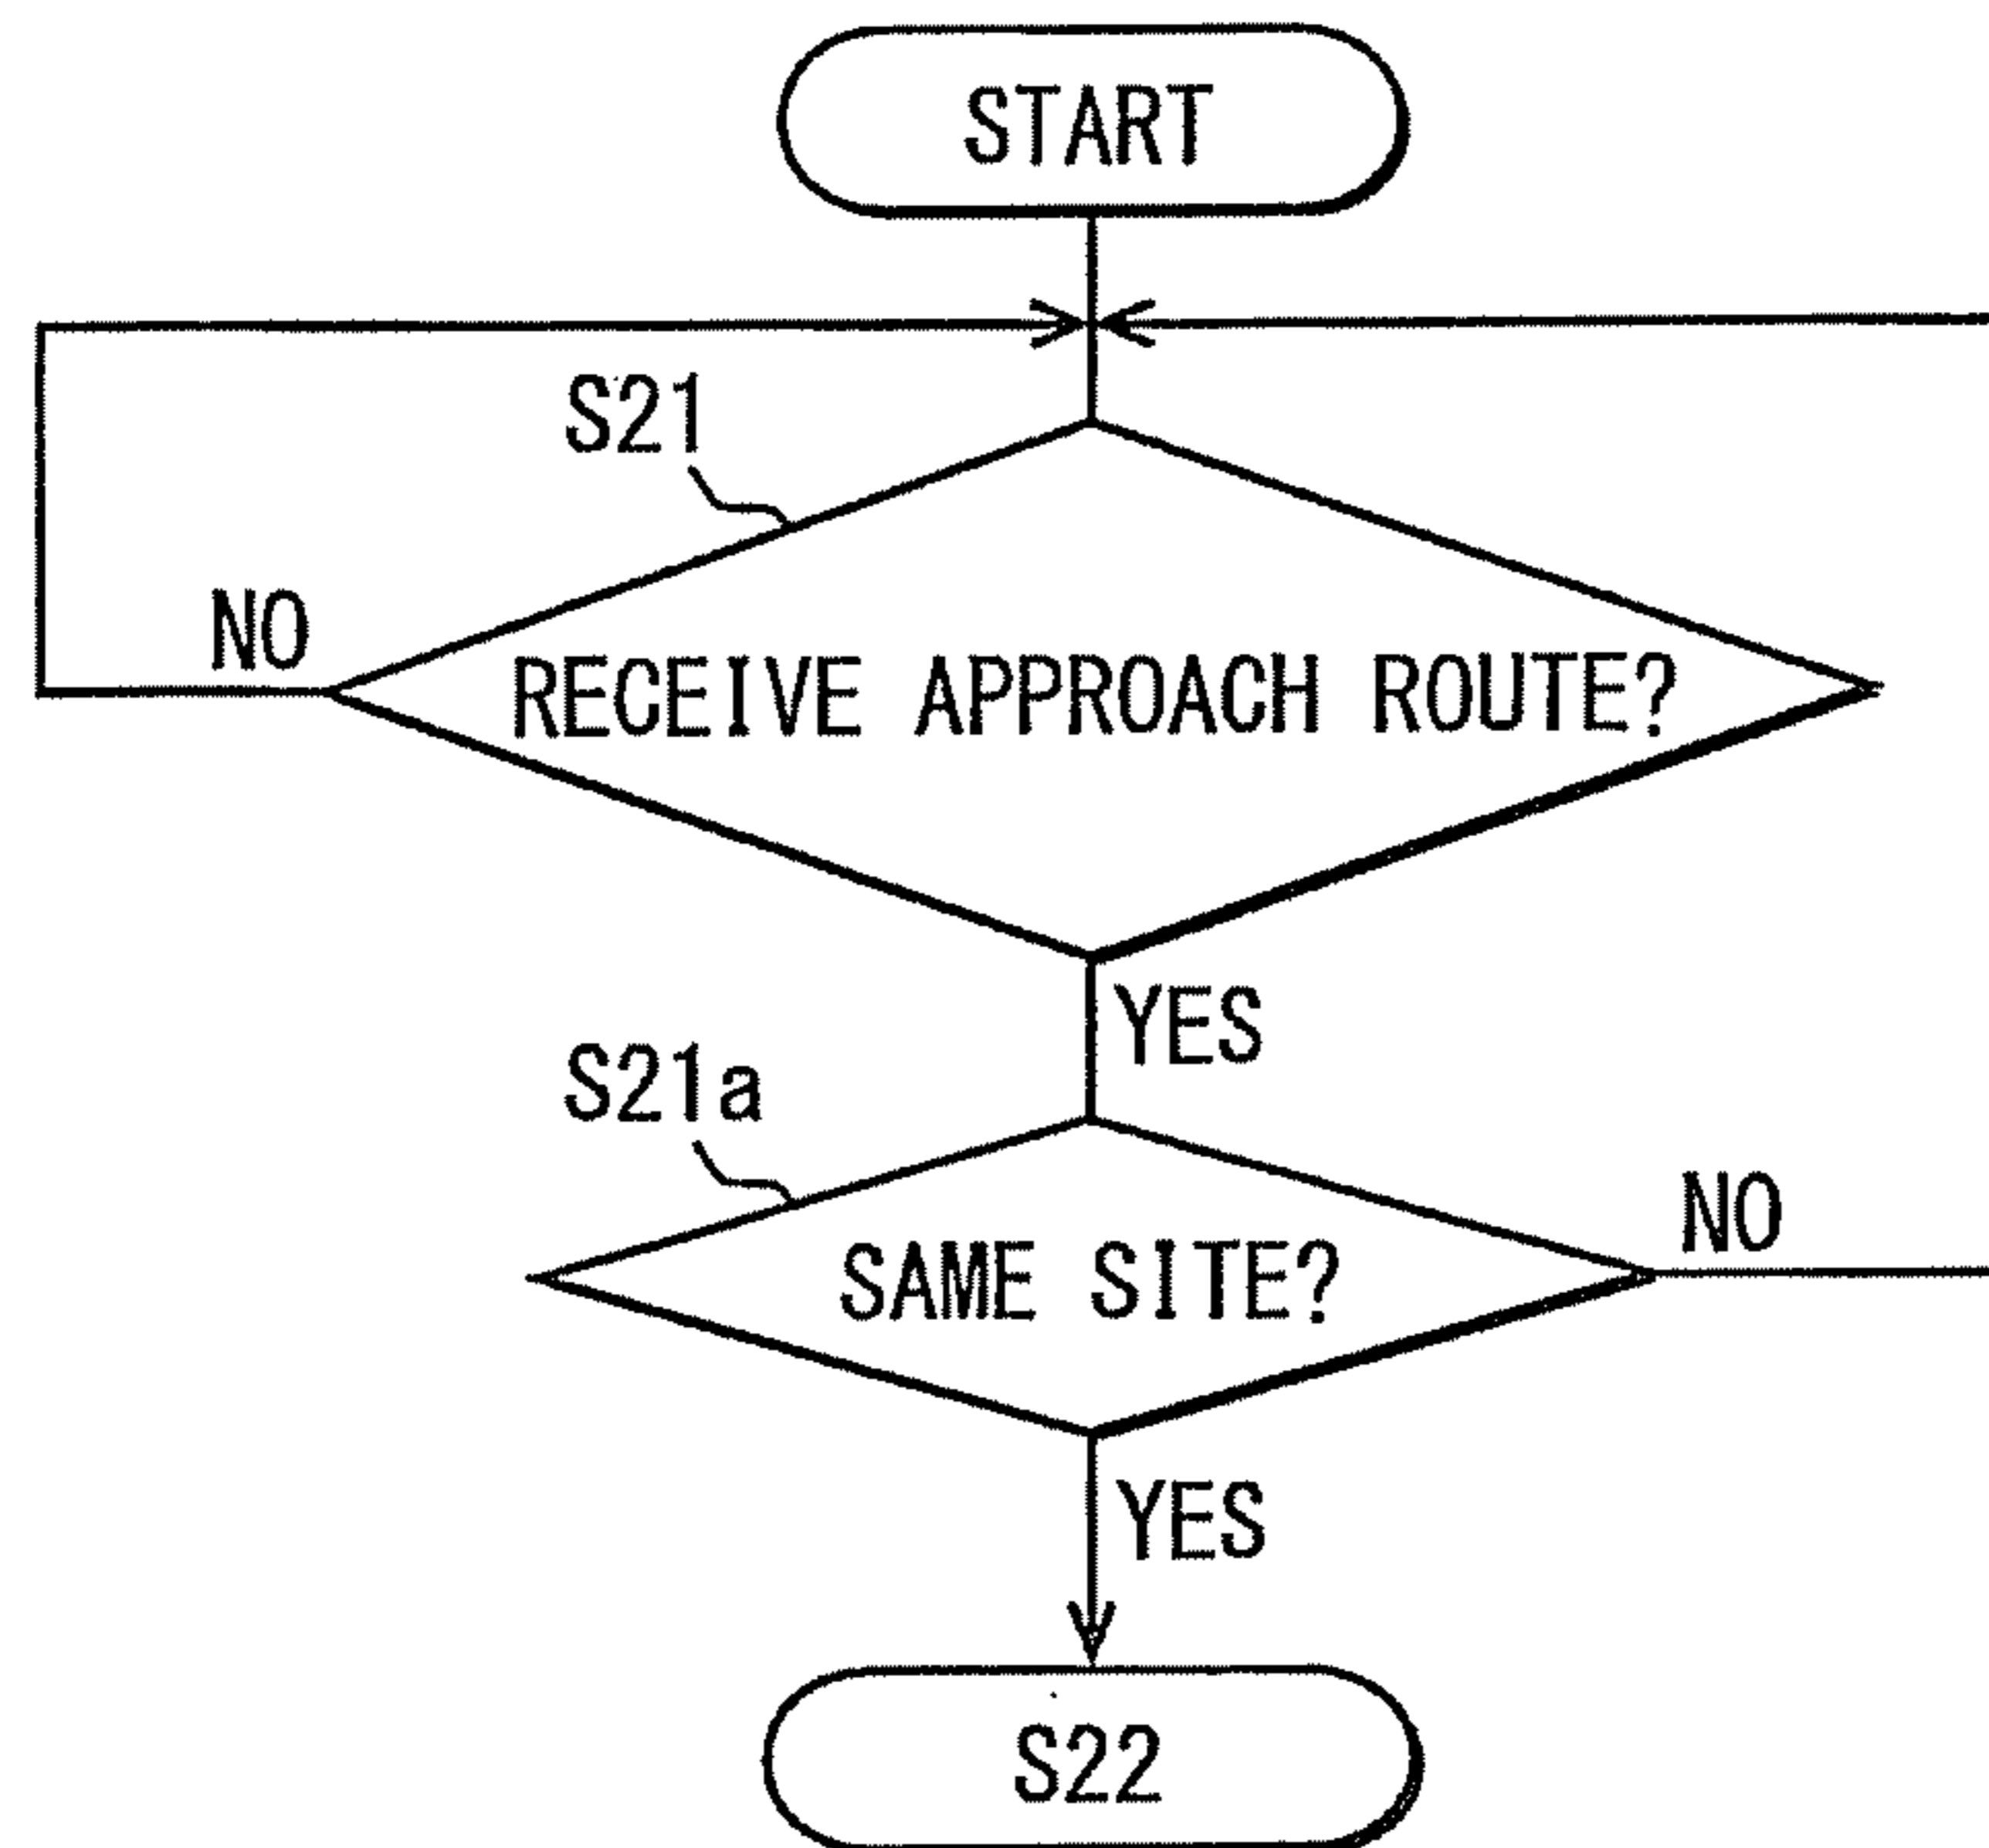 START
S21
NO
RECEIVE APPROACH ROUTE?
YES
S21a
NO
SAME SITE?
YES
S22